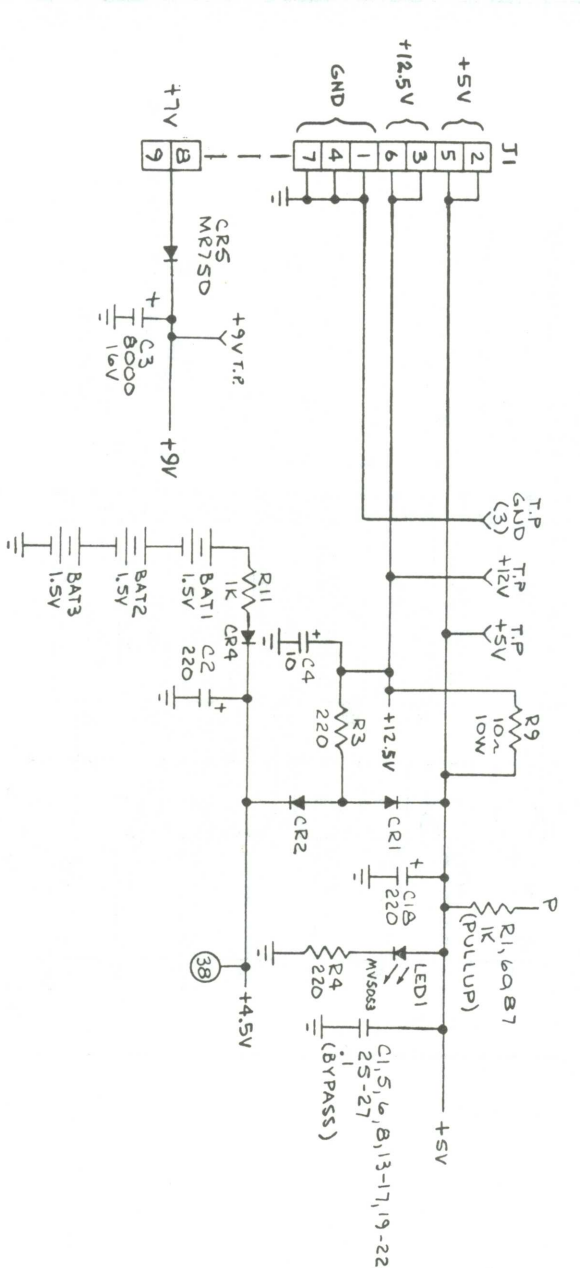 J1
+5V
+12.5V
GND
+7V
2
5
3
6
1
4
7
8
9
CR5
MR750
+
C3
8000
16V
+9V T.P.
+9V
T.P
GND
(3)
T.P
+12V
T.P
+5V
R9
10Ω
10W
+12.5V
R3
220
+
C4
10
R11
1K
CR4
BAT1
1.5V
BAT2
1.5V
BAT3
1.5V
C2
220
+
CR1
CR2
+
C18
220
P
R1, 60, 87
1K
(PULLUP)
LED1
MV5053
R4
220
C1, 5, 6, 8, 13-17, 19-22
25-27
.1
(BYPASS)
38
+4.5V
+5V